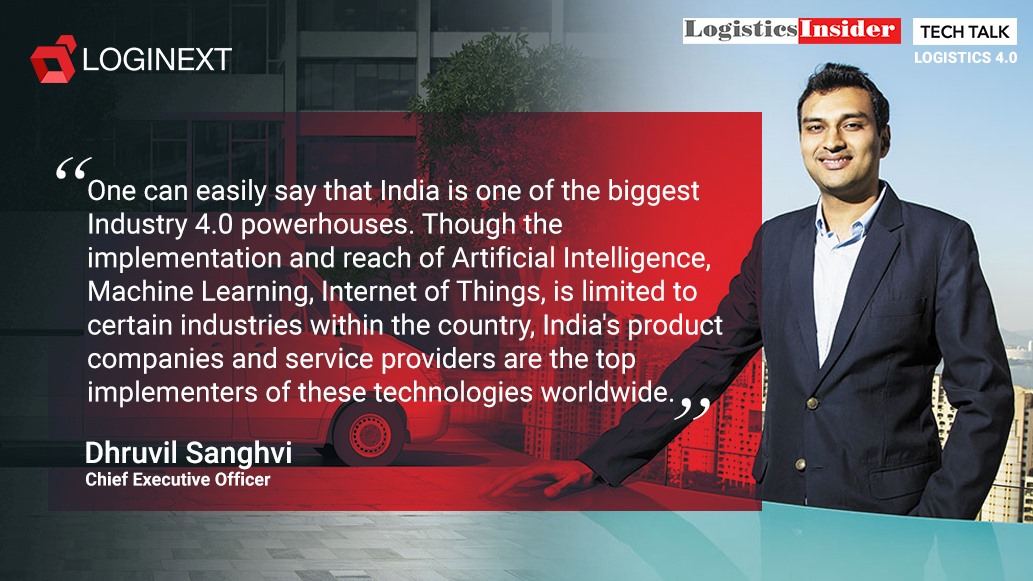 LOGINEXT
LogisticsInsider
TECH TALK
LOGISTICS 4.0
“One can easily say that India is one of the biggest
Industry 4.0 powerhouses. Though the
implementation and reach of Artificial Intelligence,
Machine Learning, Internet of Things, is limited to
certain industries within the country, India's product
companies and service providers are the top
implementers of these technologies worldwide.”
Dhruvil Sanghvi
Chief Executive Officer